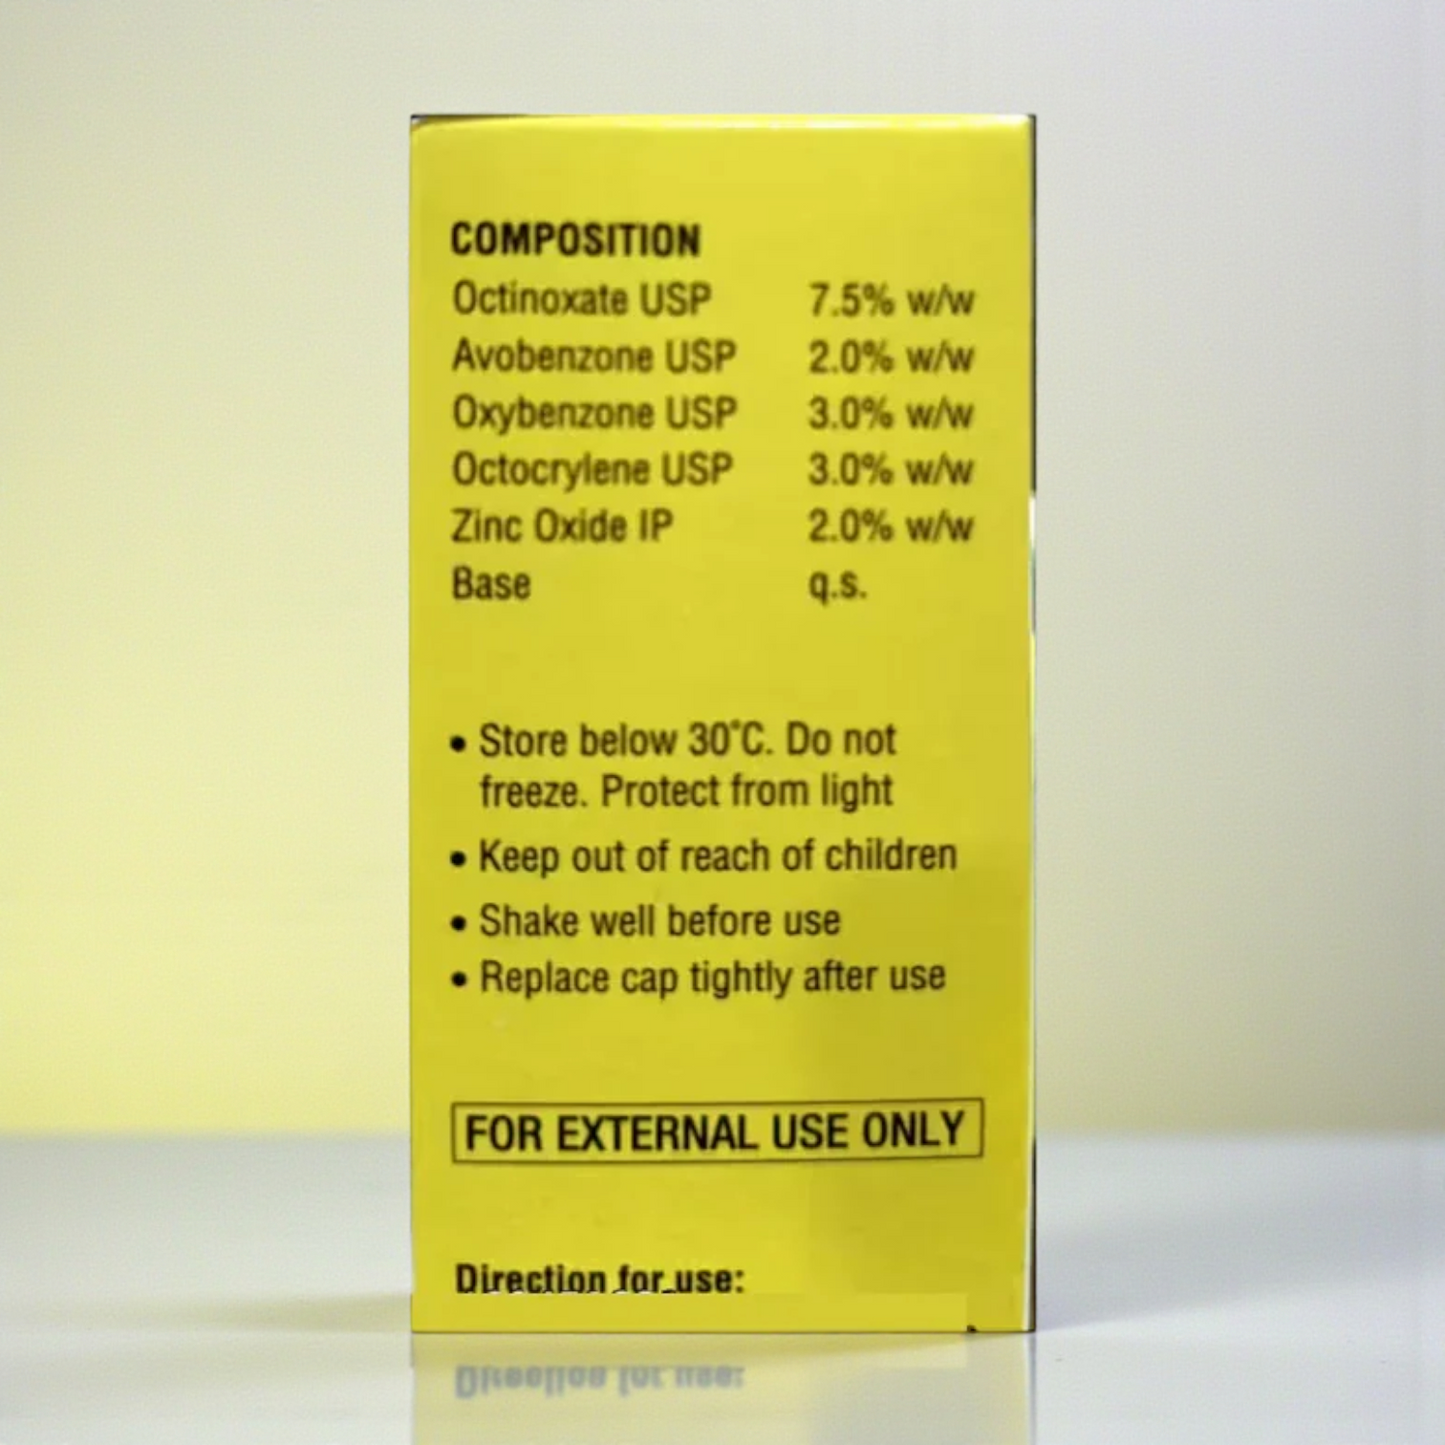 COMPOSITION
Octinoxate USP 7.5% w/w
Avobenzone USP 2.0% w/w
Oxybenzone USP 3.0% w/w
Octocrylene USP 3.0% w/w
Zinc Oxide IP 2.0% w/w
Base q.s.
• Store below 30°C. Do not
freeze. Protect from light
• Keep out of reach of children
• Shake well before use
• Replace cap tightly after use
FOR EXTERNAL USE ONLY
Direction for use: